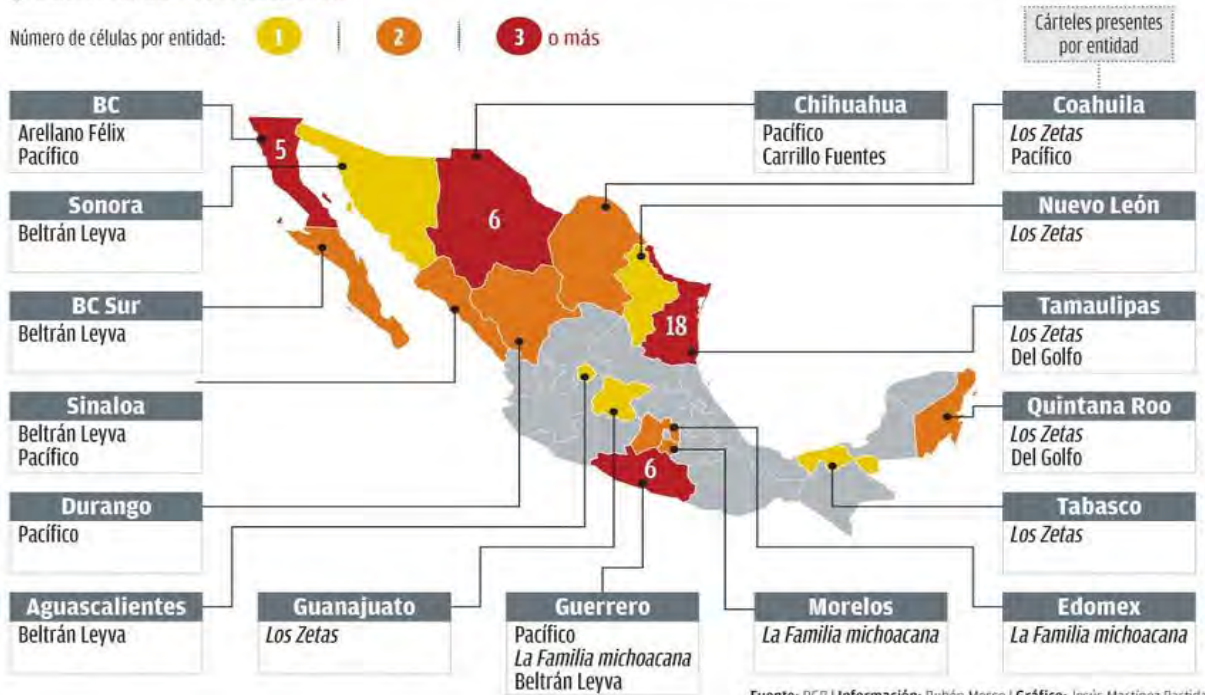 Número de células por entidad: 1 2 3 o más
Cárteles presentes
por entidad
BC
Arellano Félix
Pacífico
Sonora
Beltrán Leyva
BC Sur
Beltrán Leyva
Sinaloa
Beltrán Leyva
Pacífico
Durango
Pacífico
Aguascalientes
Beltrán Leyva
Guanajuato
Los Zetas
Guerrero
Pacífico
La Familia michoacana
Beltrán Leyva
Morelos
La Familia michoacana
Edomex
La Familia michoacana
Chihuahua
Pacífico
Carrillo Fuentes
Coahuila
Los Zetas
Pacífico
Nuevo León
Los Zetas
Tamaulipas
Los Zetas
Del Golfo
Quintana Roo
Los Zetas
Del Golfo
Tabasco
Los Zetas
5
6
18
6